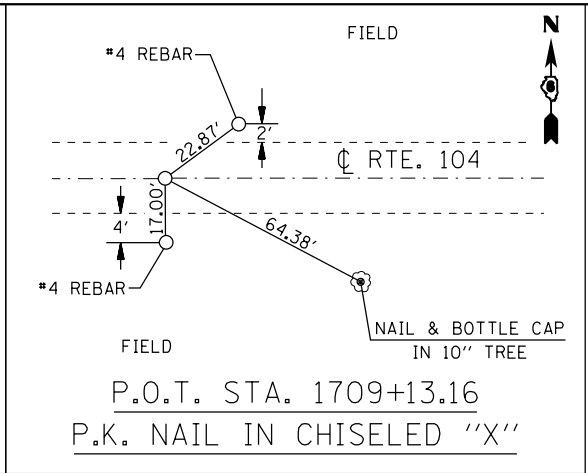 FIELD
N
#4 REBAR
2'
22.87'
℄ RTE. 104
17.00'
4'
64.38'
#4 REBAR
NAIL & BOTTLE CAP
IN 10" TREE
FIELD
P.O.T. STA. 1709+13.16
P.K. NAIL IN CHISELED "X"